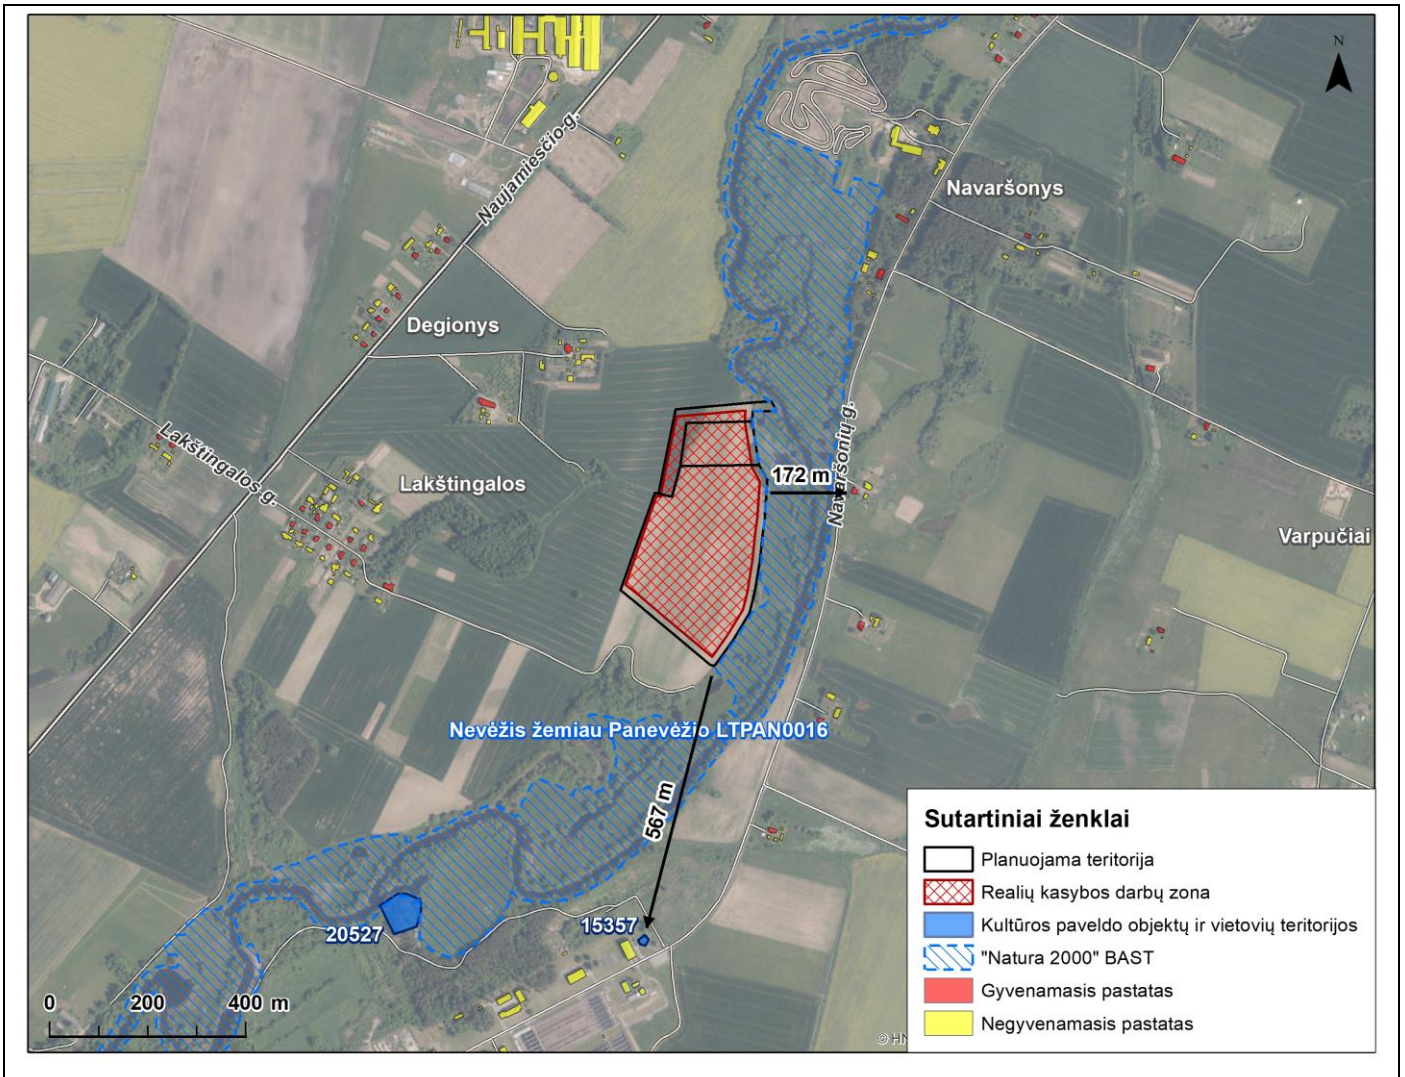 N
Naujamiesčio g.
Navaršonys
Degionys
Lakštingalos g.
Lakštingalos
Navaršonių g.
172 m
Varpučiai
Nevėžis žemiau Panevėžio LTPAN0016
567 m
15357
20527
0 200 400 m
Sutartiniai ženklai
Planuojama teritorija
Realių kasybos darbų zona
Kultūros paveldo objektų ir vietovių teritorijos
"Natura 2000" BAST
Gyvenamasis pastatas
Negyvenamasis pastatas